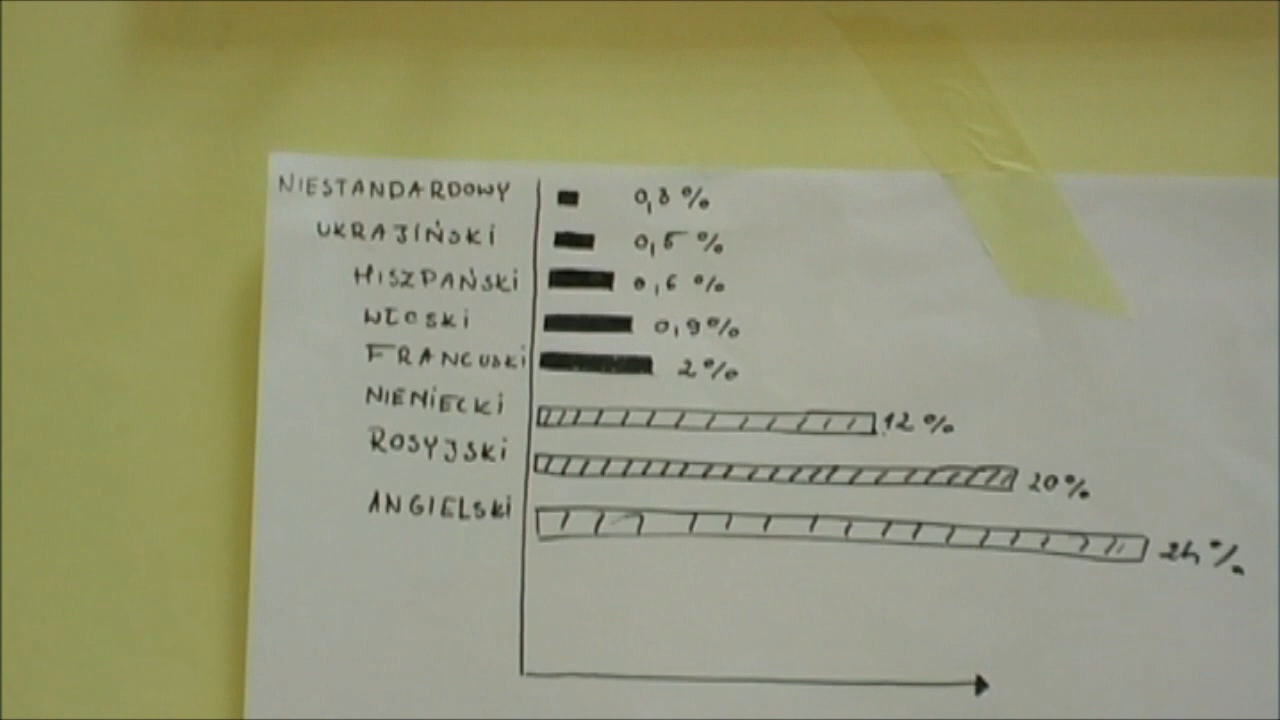 NIESTANDARDOWY 0,3 %
UKRAJIŃSKI 0,5 %
HISZPAŃSKI 0,6 %
WŁOSKI 0,9%
FRANCUSKI 2%
NIEMIECKI 12%
ROSYJSKI 20%
ANGIELSKI 24%